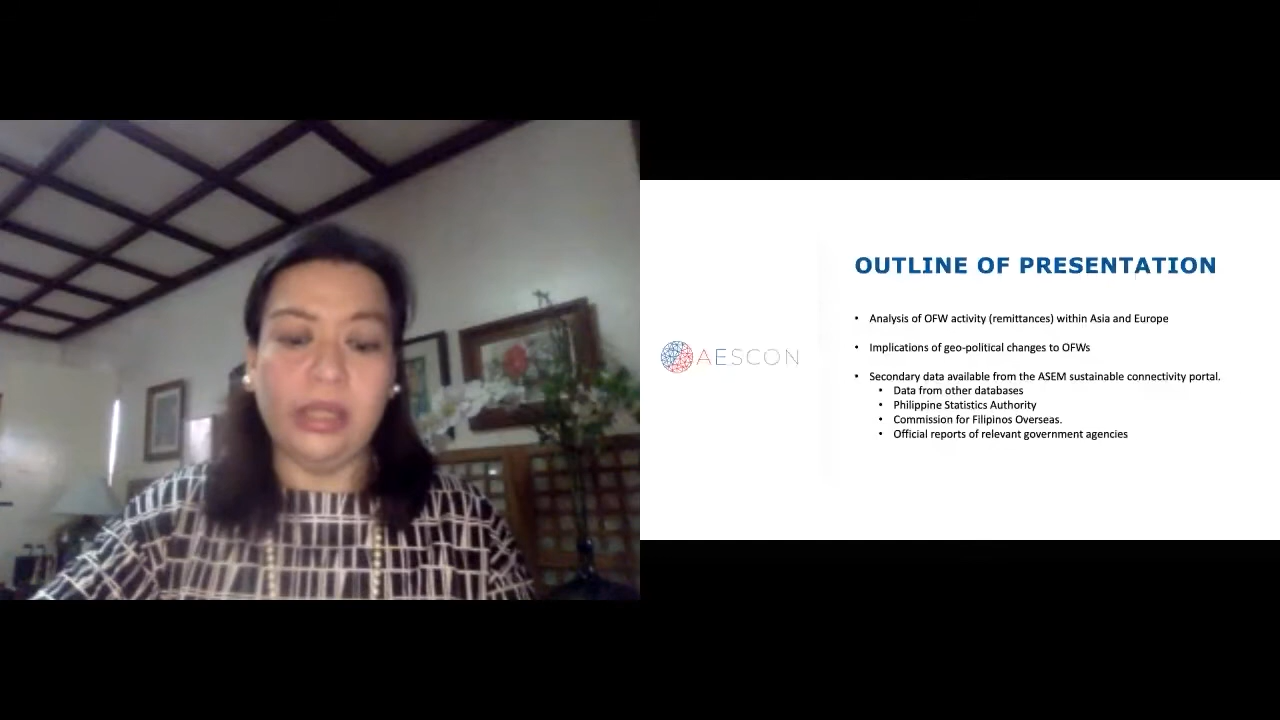 OUTLINE OF PRESENTATION
• Analysis of OFW activity (remittances) within Asia and Europe
• Implications of geo-political changes to OFWs
• Secondary data available from the ASEM sustainable connectivity portal.
• Data from other databases
• Philippine Statistics Authority
• Commission for Filipinos Overseas.
• Official reports of relevant government agencies
AESCON